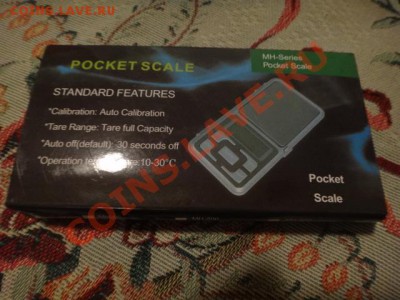 COINS.LAVE.RU
POCKET SCALE
MH-Series
Pocket Scale
STANDARD FEATURES
*Calibration: Auto Calibration
*Tare Range: Tare full Capacity
*Auto off(default): 30 seconds off
*Operation 10-30°C
Pocket
Scale
COINS.LAVE.RU